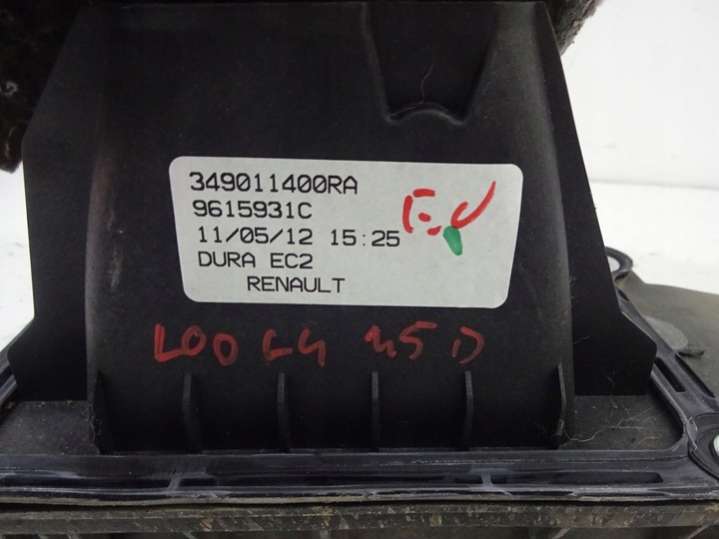 349011400RA
9615931C
11/05/12 15:25
DURA EC2
RENAULT